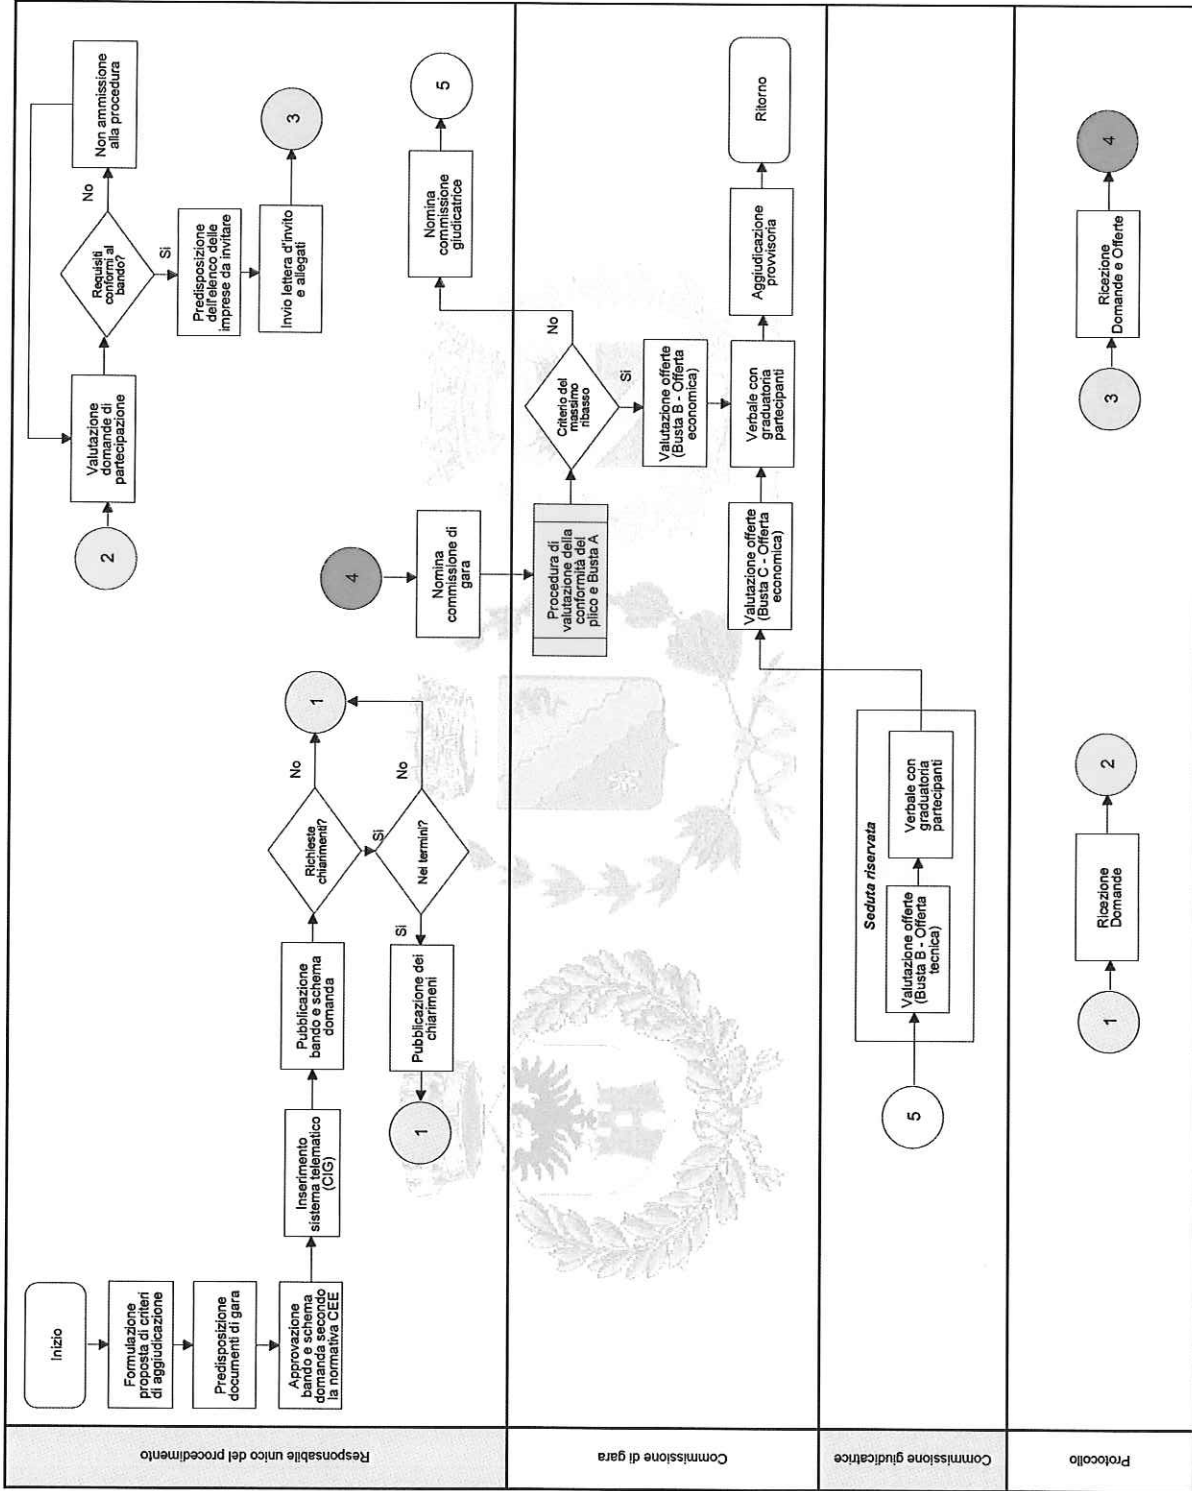 Responsabile unico del procedimento
Inizio
Formulazione
proposta di criteri
di aggiudicazione
Predisposizione
documenti di gara
Approvazione
bando e schema
domanda secondo
la normativa CEE
Inserimento
sistema telematico
(CIG)
Pubblicazione
bando e schema
domanda
Richieste
chiarimenti?
No
1
Si
Nei termini?
No
Si
Pubblicazione dei
chiarimeni
1
2
Valutazione
domande di
partecipazione
Requisiti
conformi al
bando?
No
Non ammissione
alla procedura
Si
Predisposizione
dell'elenco delle
imprese da invitare
Invio lettera d'invito
e allegati
3
4
Nomina
commissione di
gara
Nomina
commissione
giudicatrice
5
Commissione di gara
Procedura di
valutazione della
conformità del
plico e Busta A
Criterio del
massimo
ribasso
No
Si
Valutazione offerte
(Busta B - Offerta
economica)
Valutazione offerte
(Busta C - Offerta
economica)
Verbale con
graduatoria
partecipanti
Aggiudicazione
provvisoria
Ritorno
Commissione giudicatrice
5
Seduta riservata
Valutazione offerte
(Busta B - Offerta
tecnica)
Verbale con
graduatoria
partecipanti
Protocollo
1
Ricezione
Domande
2
3
Ricezione
Domande e Offerte
4